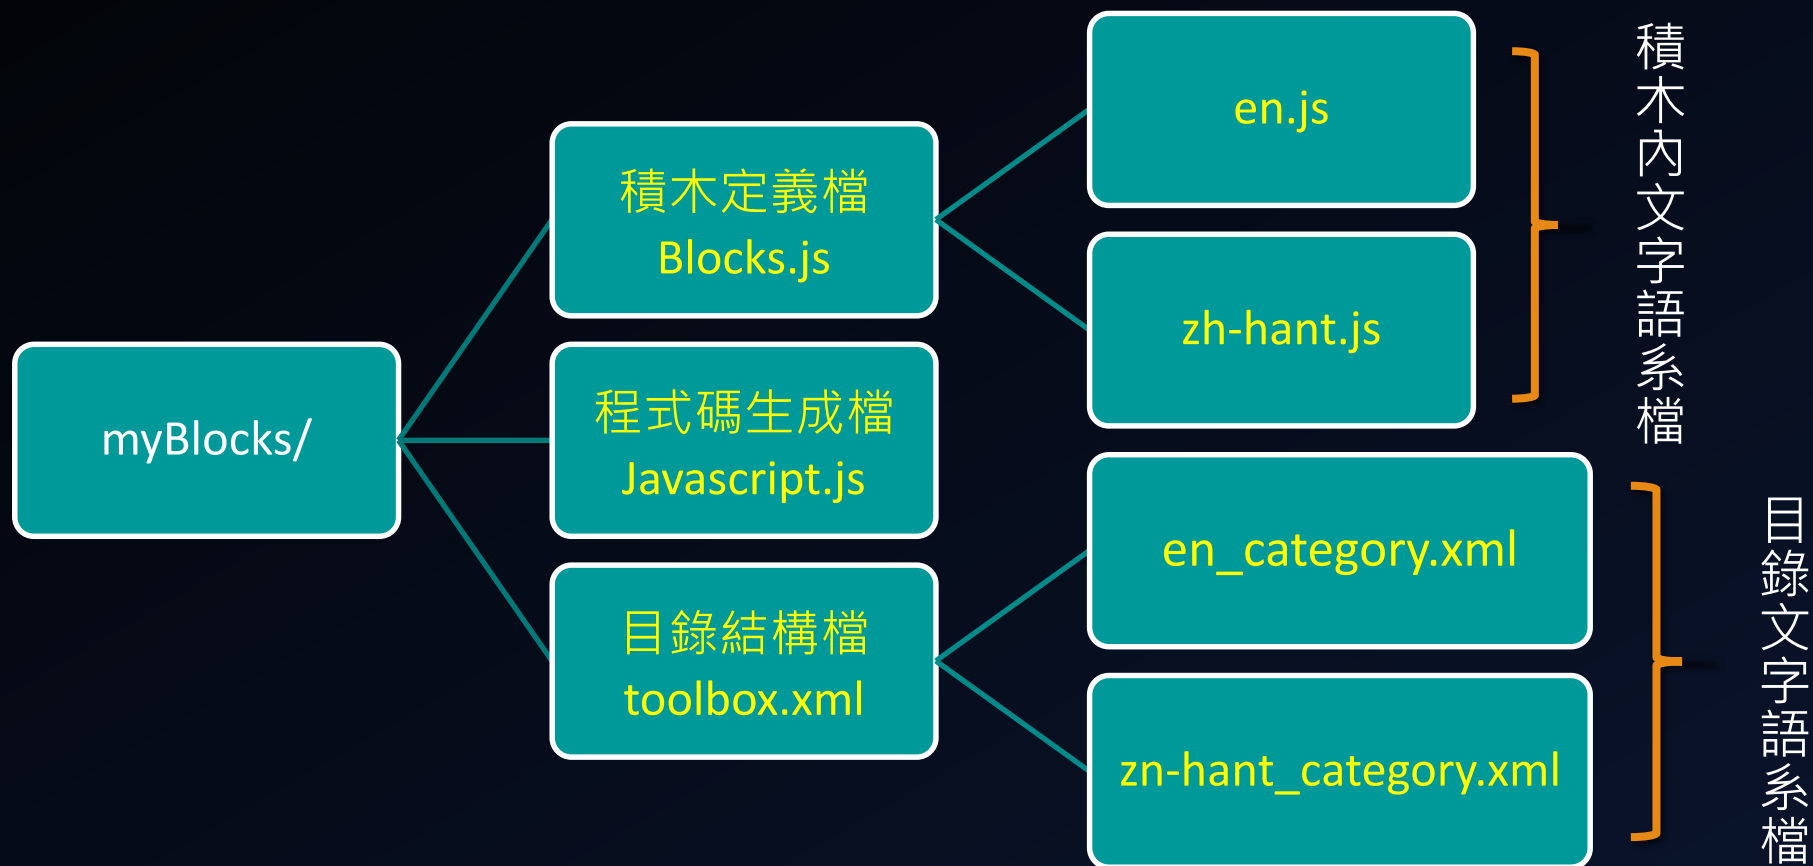 myBlocks/
積木定義檔
Blocks.js
程式碼生成檔
Javascript.js
目錄結構檔
toolbox.xml
en.js
zh-hant.js
en_category.xml
zn-hant_category.xml
積木內文字語系檔
目錄文字語系檔